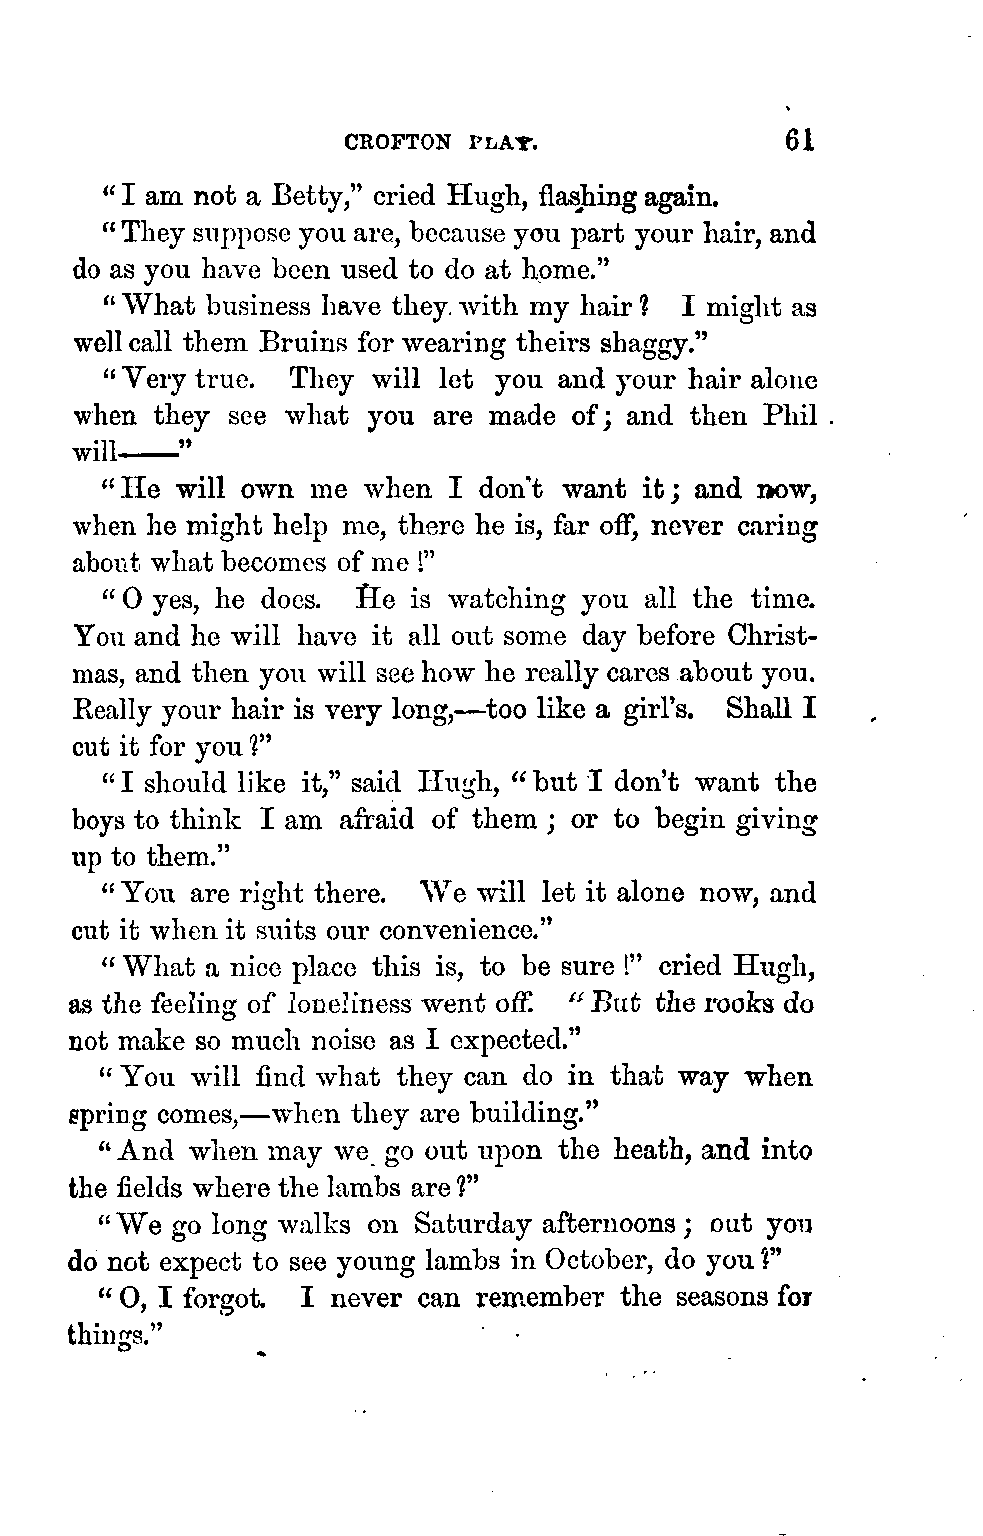 CROFTON PLAY. 61
"I am not a Betty," cried Hugh, flashing again.
"They suppose you are, because you part your hair, and
do as you have been used to do at home."
"What business have they with my hair? I might as
well call them Bruins for wearing theirs shaggy."
"Very true. They will let you and your hair alone
when they see what you are made of; and then Phil
will——"
"He will own me when I don't want it; and now,
when he might help me, there he is, far off, never caring
about what becomes of me!"
"O yes, he does. He is watching you all the time.
You and he will have it all out some day before Christ-
mas, and then you will see how he really cares about you.
Really your hair is very long,—too like a girl's. Shall I
cut it for you?"
"I should like it," said Hugh, "but I don't want the
boys to think I am afraid of them; or to begin giving
up to them."
"You are right there. We will let it alone now, and
cut it when it suits our convenience."
"What a nice place this is, to be sure!" cried Hugh,
as the feeling of loneliness went off. "But the rooks do
not make so much noise as I expected."
"You will find what they can do in that way when
spring comes,—when they are building."
"And when may we go out upon the heath, and into
the fields where the lambs are?"
"We go long walks on Saturday afternoons; out you
do not expect to see young lambs in October, do you?"
"O, I forgot. I never can remember the seasons for
things."